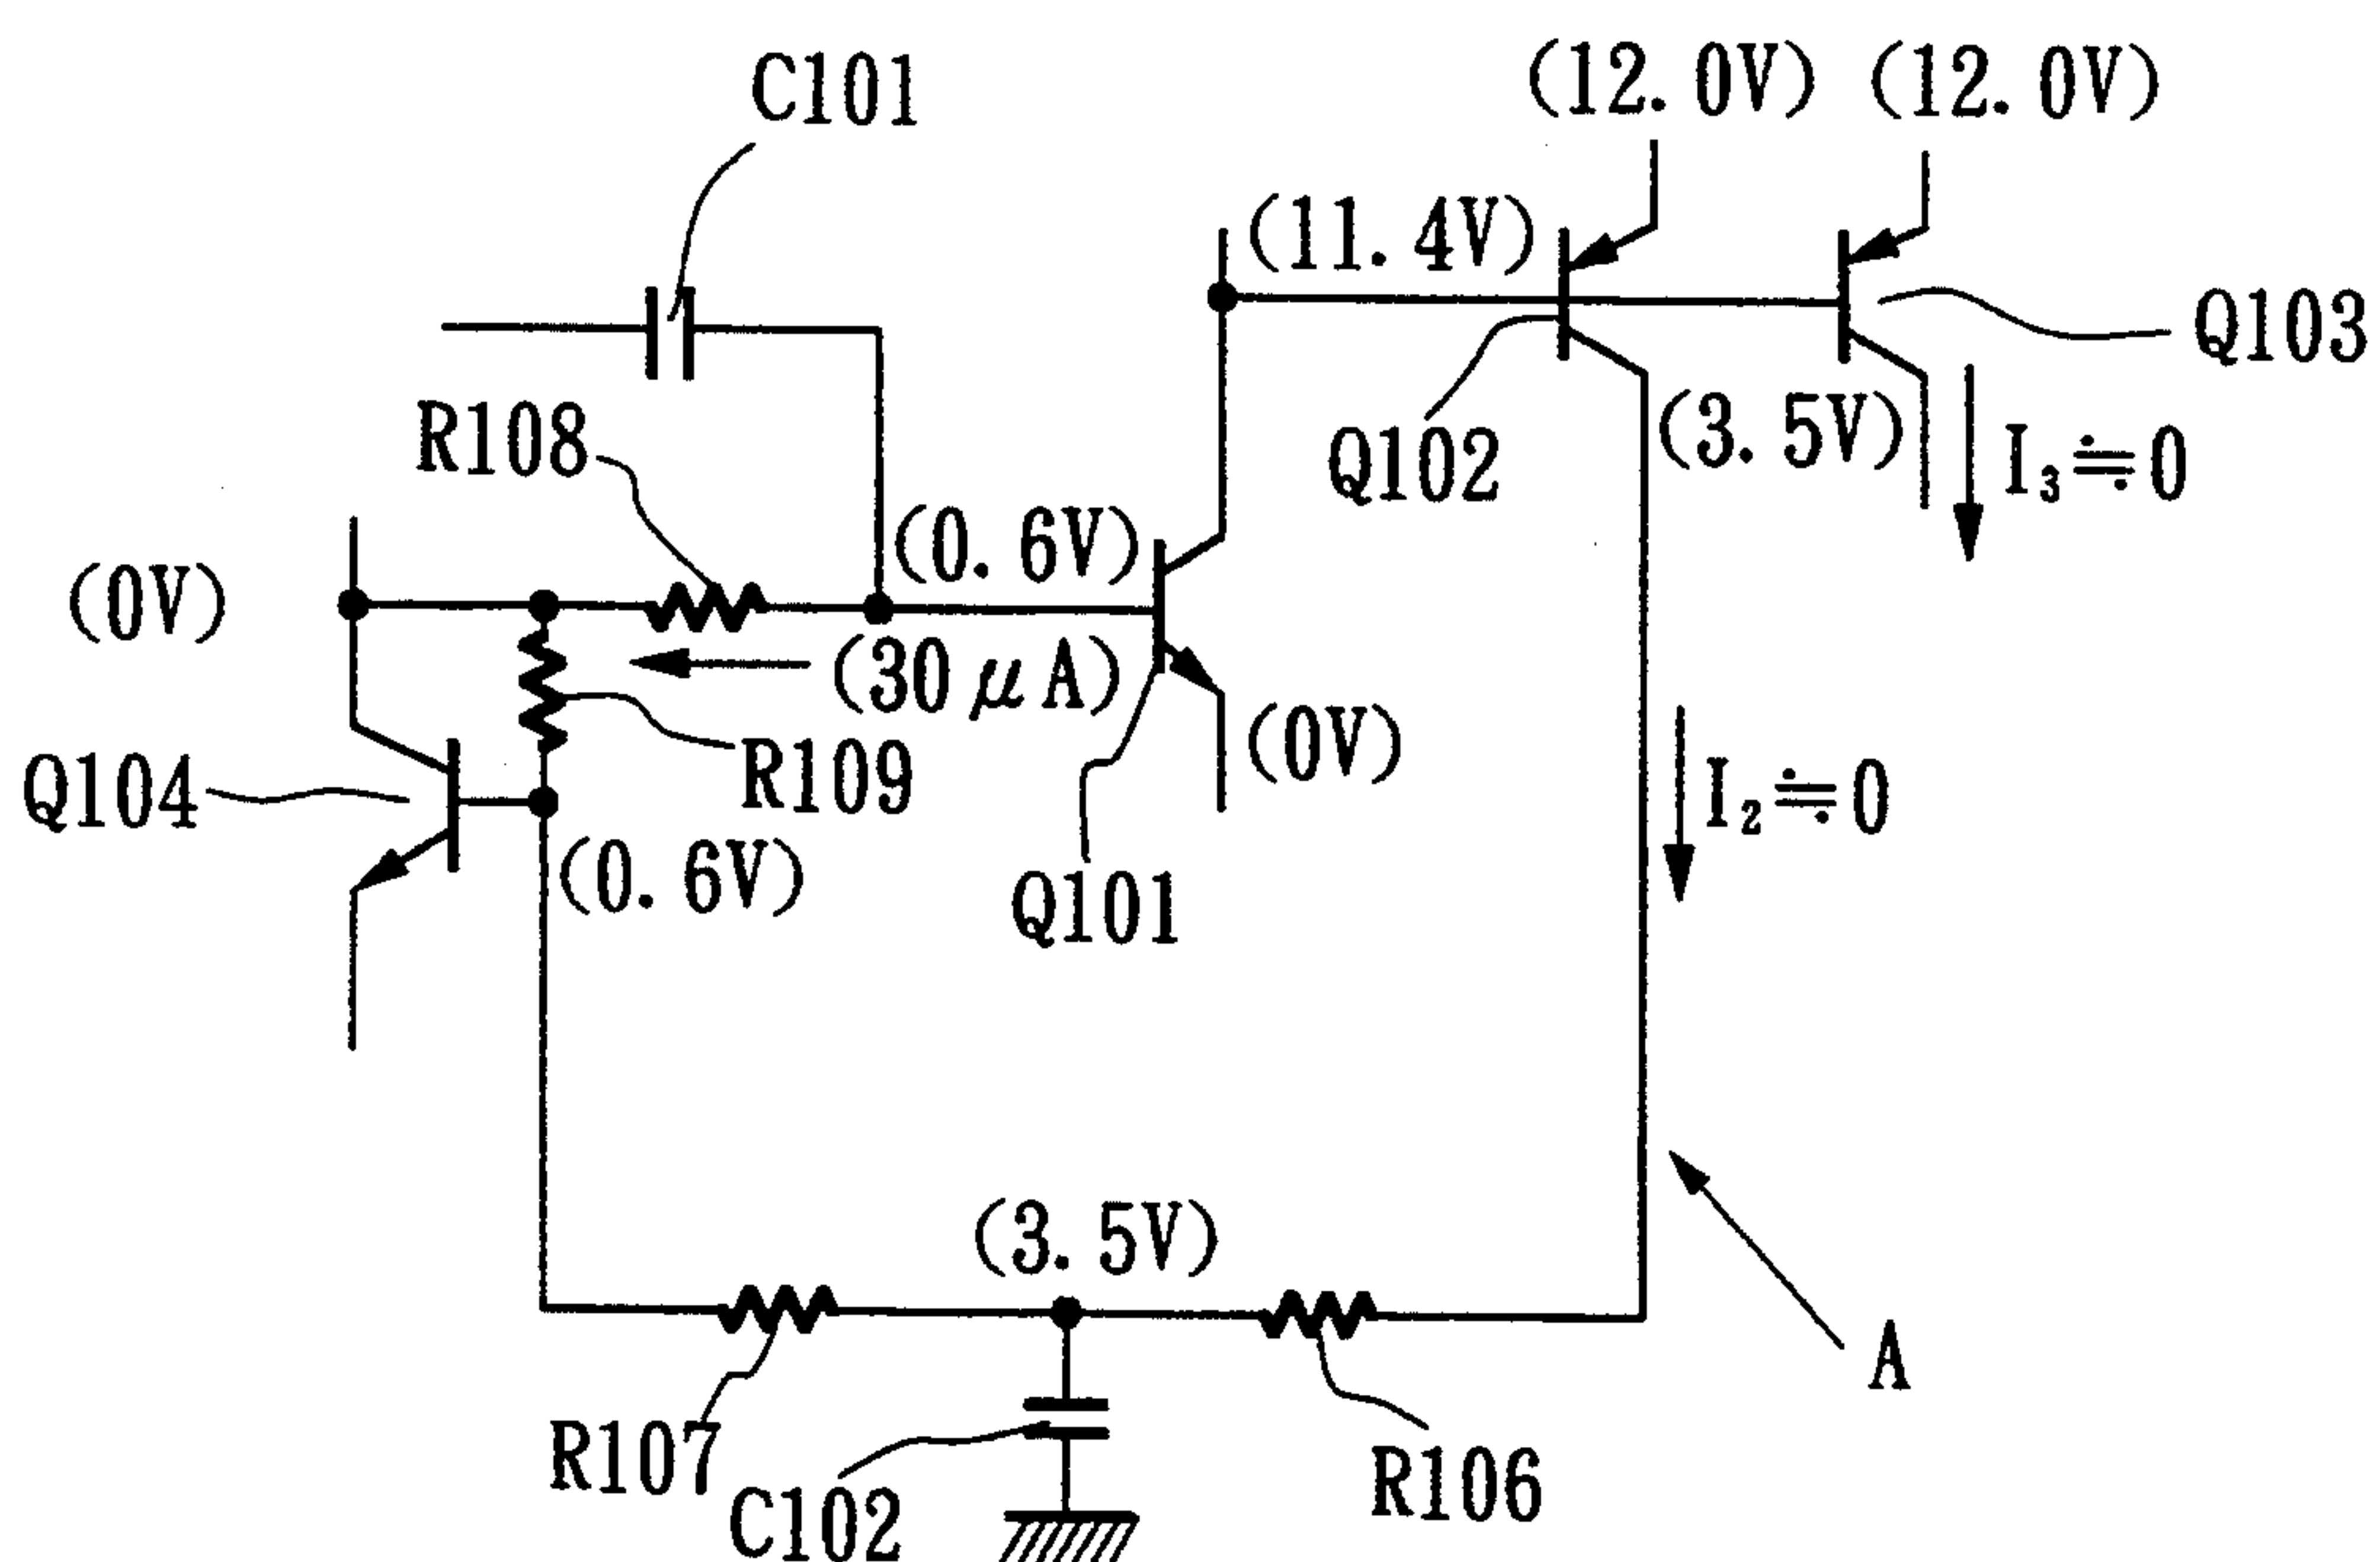 C101
(12. 0V) (12. 0V)
(11. 4V)
Q103
R108
Q102
(3. 5V)
I₃≒0
(0. 6V)
(0V)
(30μA)
(0V)
Q104
R109
I₂≒0
(0. 6V)
Q101
(3. 5V)
A
R107
R106
C102